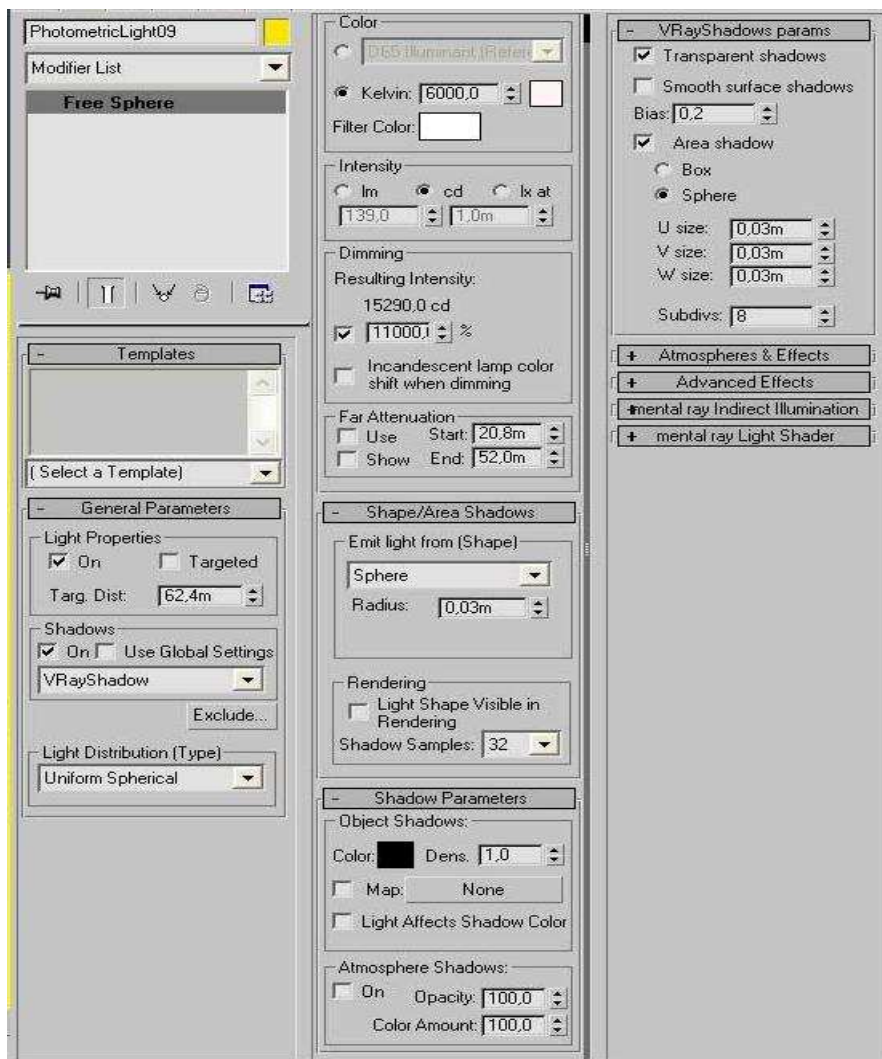 PhotometricLight09
Modifier List
Free Sphere
- Templates
( Select a Template)
- General Parameters
Light Properties
On Targeted
Targ. Dist: 62,4m
Shadows
On Use Global Settings
VRayShadow
Exclude...
Light Distribution (Type)
Uniform Spherical
Color
D65 Illuminant (Refer
Kelvin: 6000,0
Filter Color:
Intensity
lm cd lx at
139,0 1,0m
Dimming
Resulting Intensity:
15290.0 cd
11000, %
Incandescent lamp color
shift when dimming
Far Attenuation
Use Start: 20,8m
Show End: 52,0m
- Shape/Area Shadows
Emit light from (Shape)
Sphere
Radius: 0,03m
Rendering
Light Shape Visible in
Rendering
Shadow Samples: 32
- Shadow Parameters
Object Shadows:
Color: Dens. 1,0
Map: None
Light Affects Shadow Color
Atmosphere Shadows:
On Opacity: 100,0
Color Amount: 100,0
- VRayShadows params
Transparent shadows
Smooth surface shadows
Bias: 0,2
Area shadow
Box
Sphere
U size: 0,03m
V size: 0,03m
W size: 0,03m
Subdivs: 8
+ Atmospheres & Effects
+ Advanced Effects
+ mental ray Indirect Illumination
+ mental ray Light Shader